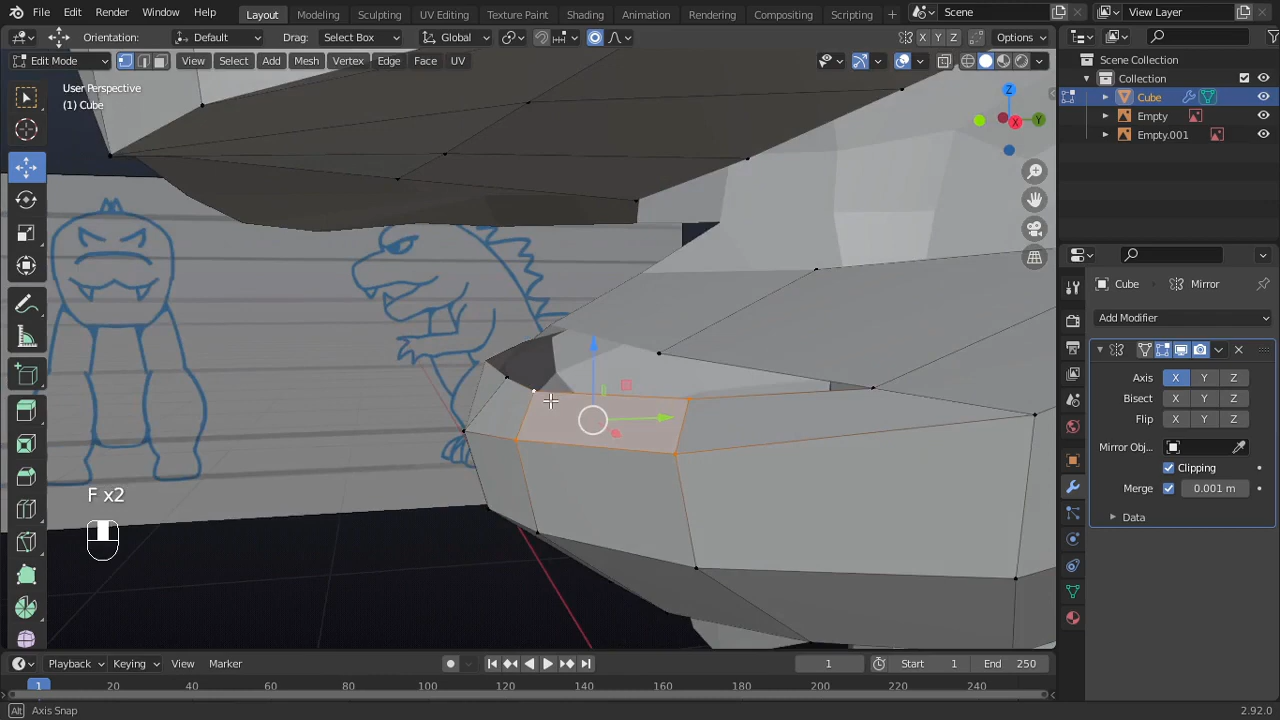 File Edit Render Window Help Layout Modeling Sculpting UV Editing Texture Paint Shading Animation Rendering Compositing Scripting + Scene View Layer
Orientation: Default Drag: Select Box Global X Y Z Options
Edit Mode View Select Add Mesh Vertex Edge Face UV
User Perspective
(1) Cube
Z
X
Y
Scene Collection
Collection
Cube
Empty
Empty.001
Cube Mirror
Add Modifier
Axis X Y Z
Bisect X Y Z
Flip X Y Z
Mirror Obj...
Clipping
Merge 0.001 m
Data
F x2
Playback Keying View Marker 1 Start 1 End 250
1 20 40 60 80 100 120 140 160 180 200 220 240
Alt Axis Snap 2.92.0